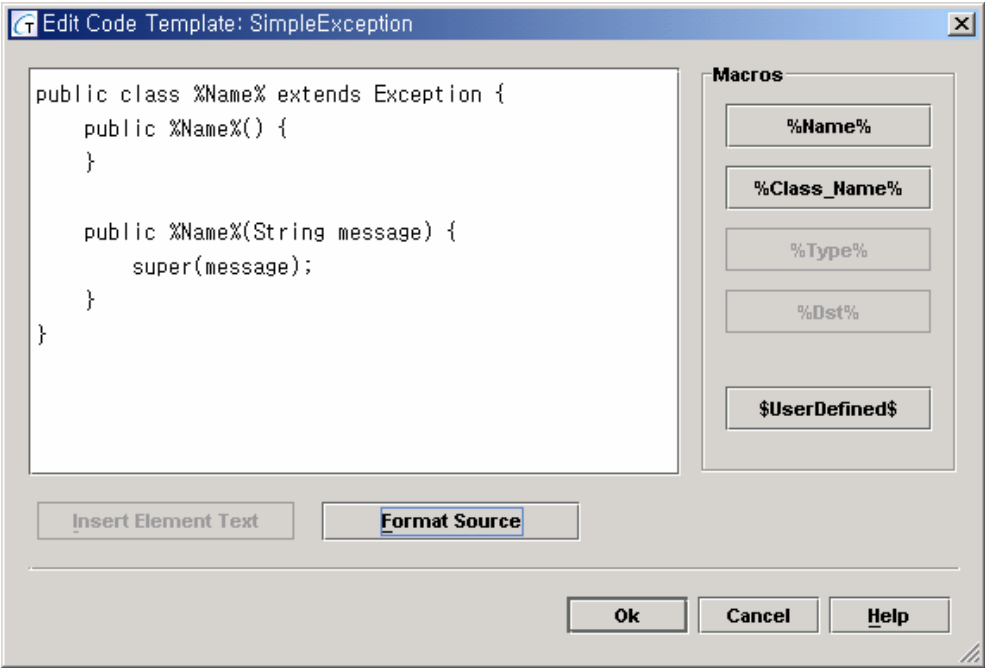 Edit Code Template: SimpleException
public class %Name% extends Exception {
    public %Name%() {
    }

    public %Name%(String message) {
        super(message);
    }
}
Macros
%Name%
%Class_Name%
%Type%
%Dst%
$UserDefined$
Insert Element Text
Format Source
Ok
Cancel
Help